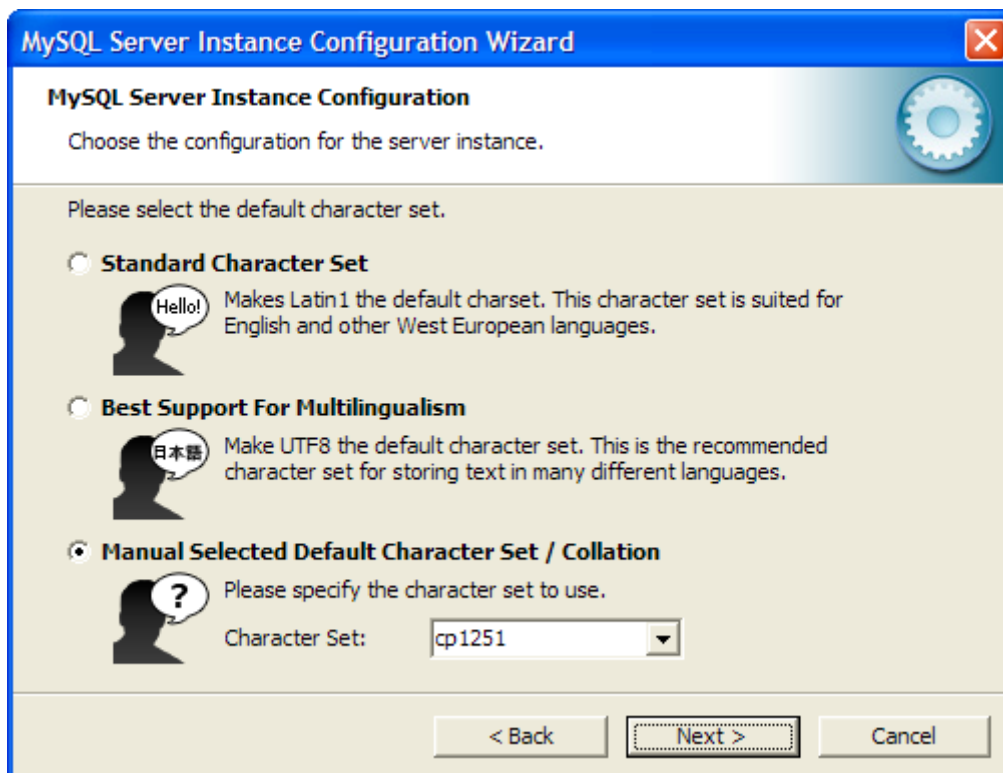 MySQL Server Instance Configuration Wizard
MySQL Server Instance Configuration
Choose the configuration for the server instance.
Please select the default character set.
Standard Character Set
Hello!
Makes Latin1 the default charset. This character set is suited for
English and other West European languages.
Best Support For Multilingualism
日本語
Make UTF8 the default character set. This is the recommended
character set for storing text in many different languages.
Manual Selected Default Character Set / Collation
?
Please specify the character set to use.
Character Set: cp1251
< Back Next > Cancel